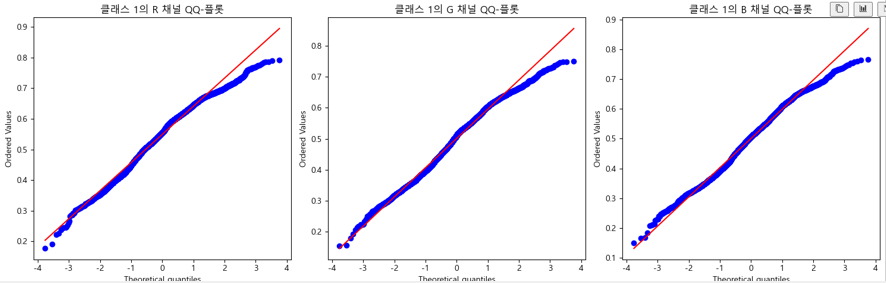 클래스 1의 R 채널 QQ-플롯
Ordered Values
0.9
0.8
0.7
0.6
0.5
0.4
0.3
0.2
-4 -3 -2 -1 0 1 2 3 4
Theoretical quantiles
클래스 1의 G 채널 QQ-플롯
Ordered Values
0.8
0.7
0.6
0.5
0.4
0.3
0.2
-4 -3 -2 -1 0 1 2 3 4
Theoretical quantiles
클래스 1의 B 채널 QQ-플롯
Ordered Values
0.9
0.8
0.7
0.6
0.5
0.4
0.3
0.2
0.1
-4 -3 -2 -1 0 1 2 3 4
Theoretical quantiles